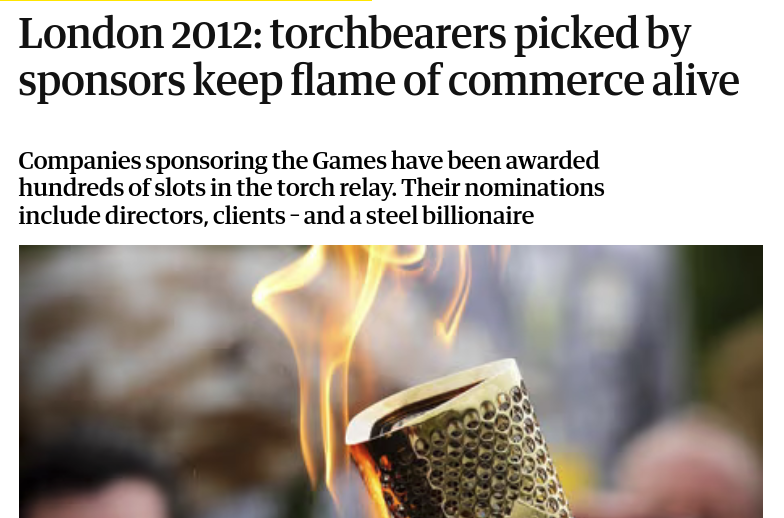 London 2012: torchbearers picked by
sponsors keep flame of commerce alive
Companies sponsoring the Games have been awarded
hundreds of slots in the torch relay. Their nominations
include directors, clients – and a steel billionaire